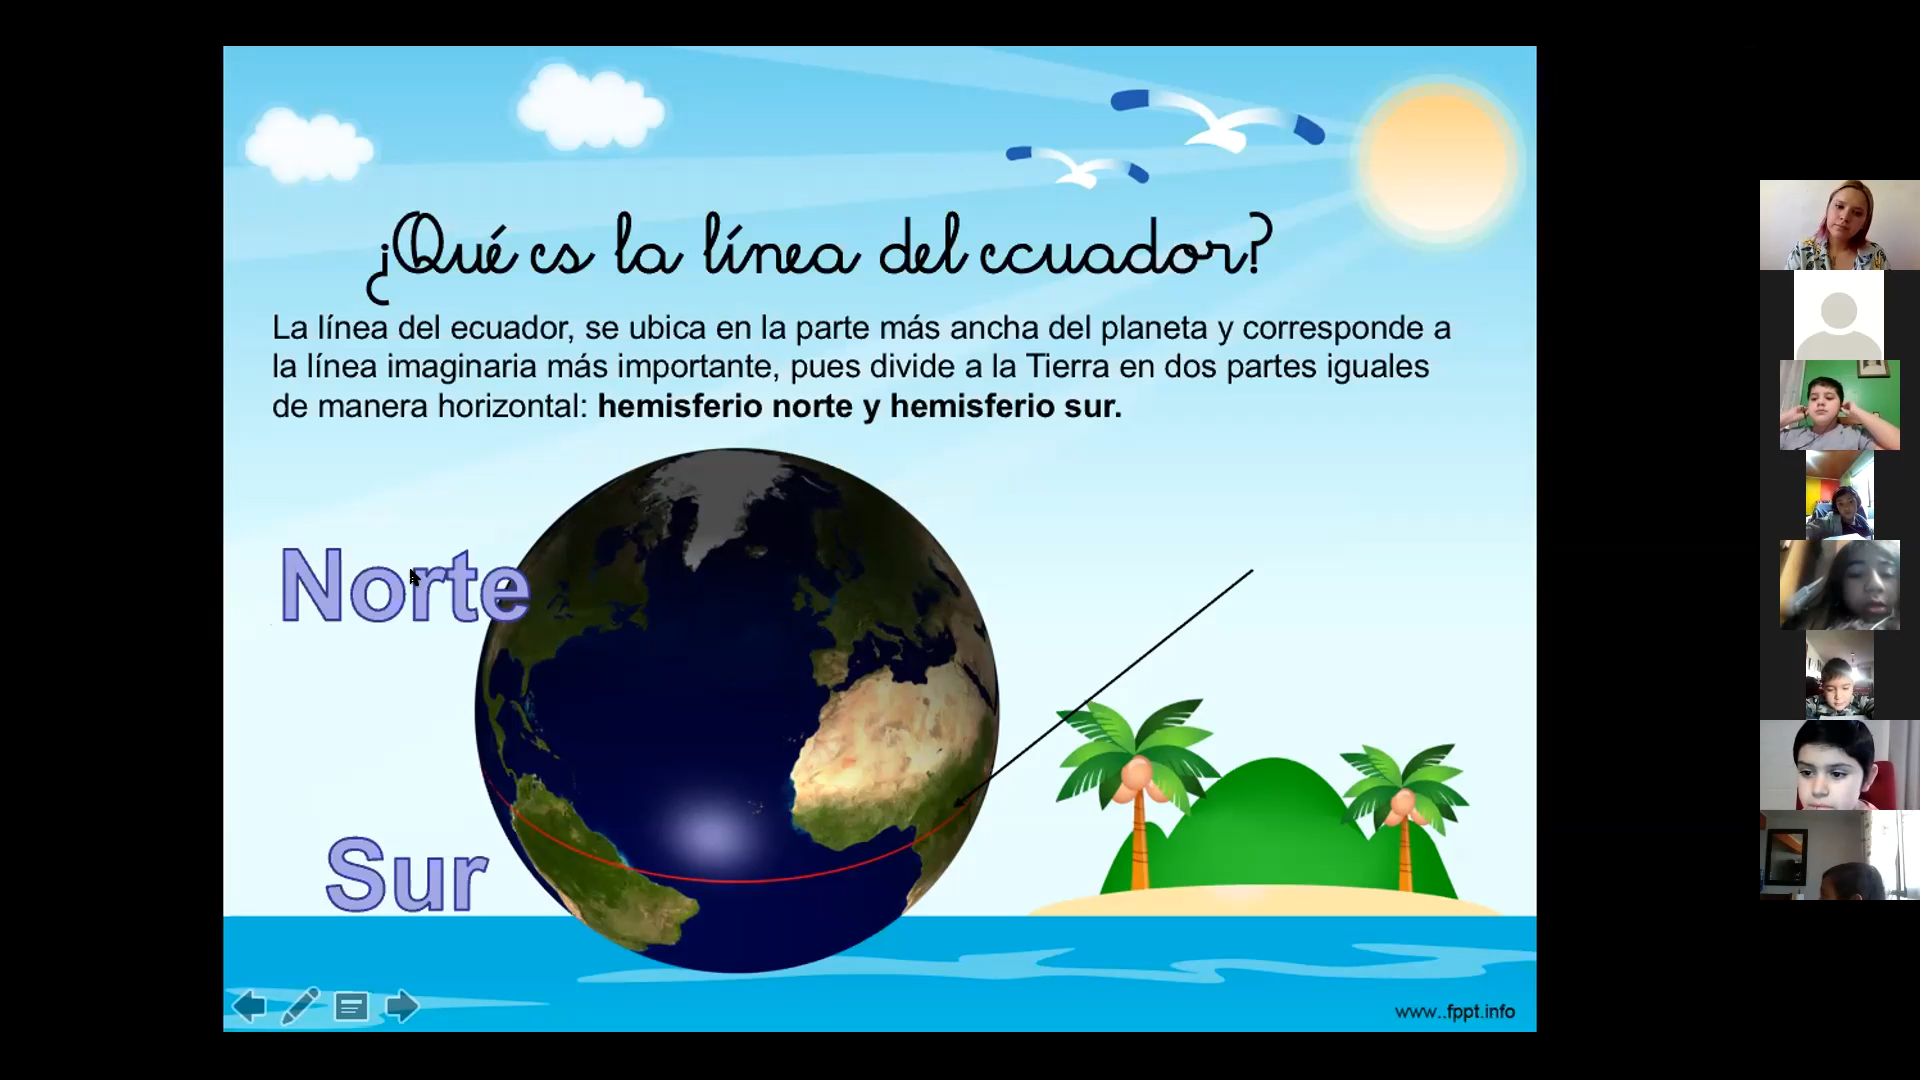 ¿Qué es la línea del ecuador?
La línea del ecuador, se ubica en la parte más ancha del planeta y corresponde a
la línea imaginaria más importante, pues divide a la Tierra en dos partes iguales
de manera horizontal: hemisferio norte y hemisferio sur.
Norte
Sur
www..fppt.info